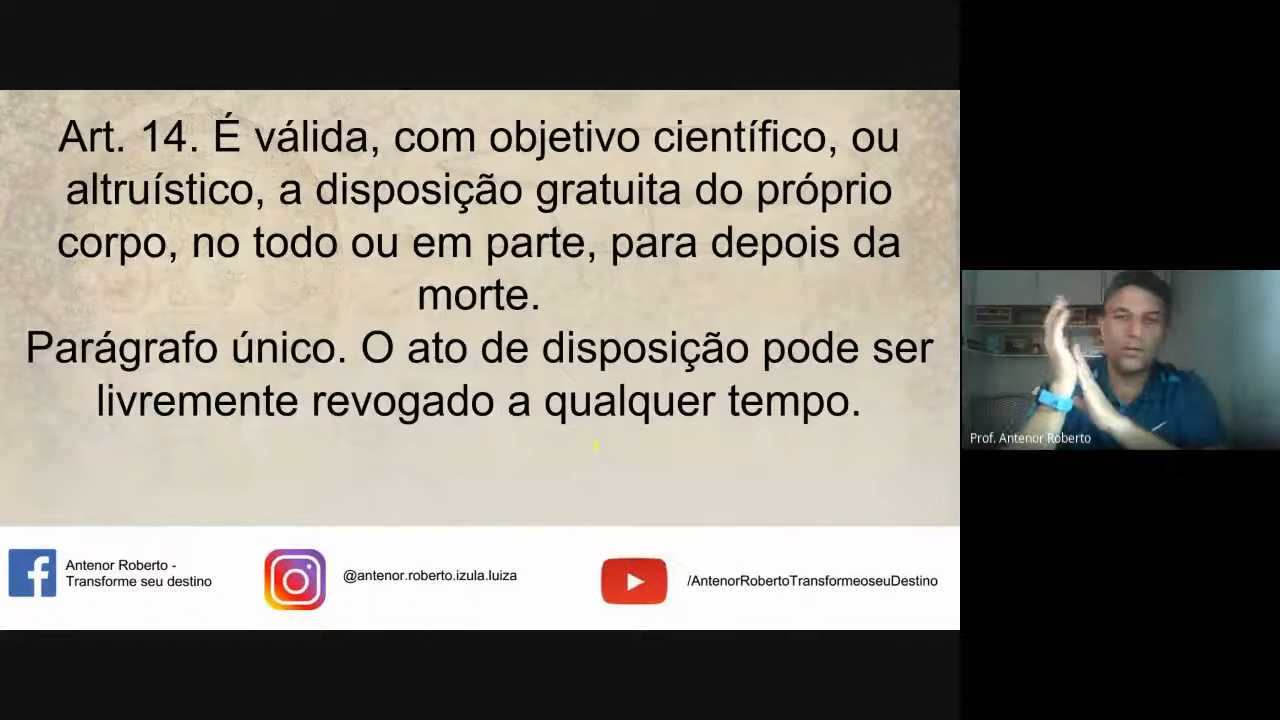 Art. 14. É válida, com objetivo científico, ou
altruístico, a disposição gratuita do próprio
corpo, no todo ou em parte, para depois da
morte.
Parágrafo único. O ato de disposição pode ser
livremente revogado a qualquer tempo.
Prof. Antenor Roberto
Antenor Roberto -
Transforme seu destino
@antenor.roberto.izula.luiza
/AntenorRobertoTransformeoseuDestino